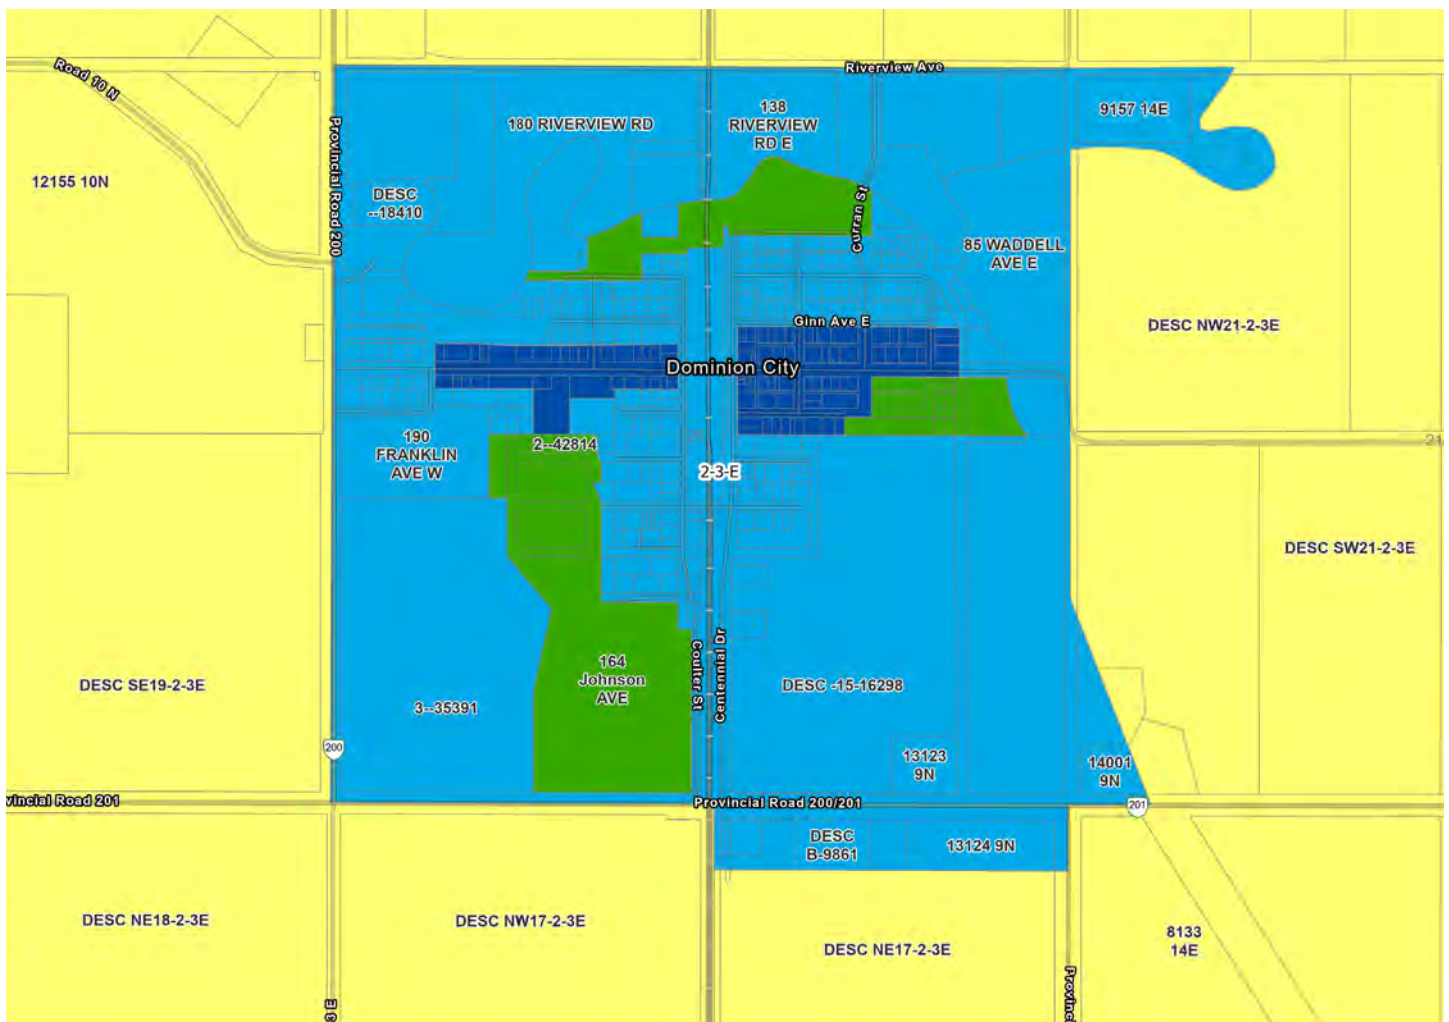 Riverview Ave
Road 10 N
9157 14E
138
RIVERVIEW
RD E
180 RIVERVIEW RD
Provincial Road 200
12155 10N
DESC
--18410
Curran St
85 WADDELL
AVE E
Ginn Ave E
DESC NW21-2-3E
Dominion City
190
FRANKLIN
AVE W
2--42814
20
21
2-3-E
DESC SW21-2-3E
164
Johnson
AVE
Coulter St
Centennial Dr
DESC SE19-2-3E
DESC -15-16298
3--35391
200
13123
9N
14001
9N
vincial Road 201
Provincial Road 200/201
201
DESC
B-9861
13124 9N
DESC NE18-2-3E
DESC NW17-2-3E
DESC NE17-2-3E
8133
14E
3 E
Provinc